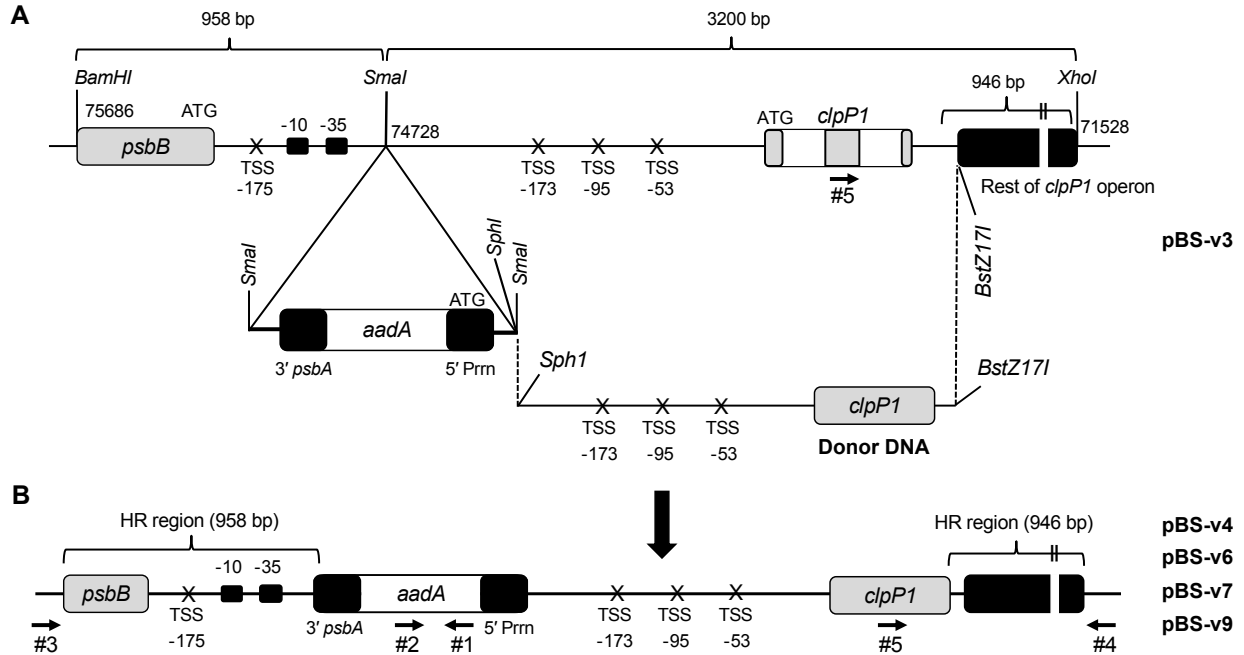 A
958 bp
3200 bp
BamHI
SmaI
XhoI
75686
ATG
-10
-35
74728
ATG
clpP1
946 bp
71528
psbB
X
TSS
-175
X
TSS
-173
X
TSS
-95
X
TSS
-53
#5
Rest of clpP1 operon
pBS-v3
SmaI
SphI
SmaI
BstZ17I
ATG
aadA
3′ psbA
5′ Prrn
Sph1
BstZ17I
X
TSS
-173
X
TSS
-95
X
TSS
-53
clpP1
Donor DNA
B
HR region (958 bp)
HR region (946 bp)
pBS-v4
pBS-v6
pBS-v7
pBS-v9
-10
-35
psbB
X
TSS
-175
aadA
3′ psbA
5′ Prrn
X
TSS
-173
X
TSS
-95
X
TSS
-53
clpP1
#3
#2
#1
#5
#4